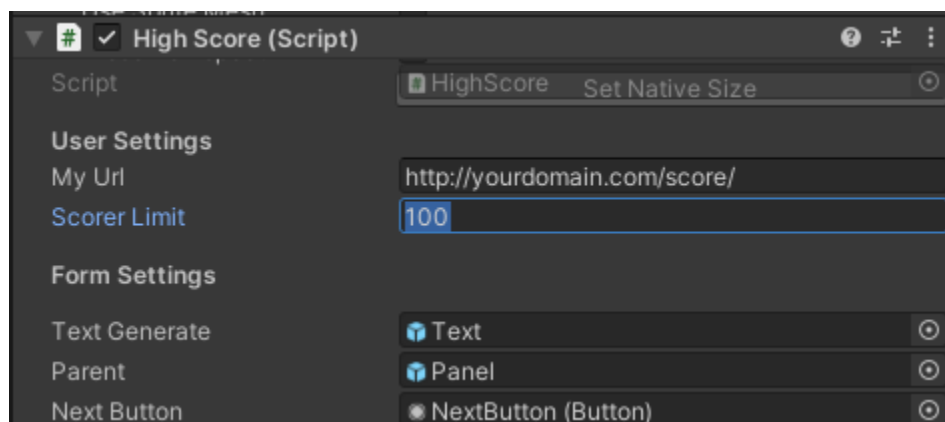 High Score (Script)
Script HighScore Set Native Size
User Settings
My Url http://yourdomain.com/score/
Scorer Limit 100
Form Settings
Text Generate Text
Parent Panel
Next Button NextButton (Button)